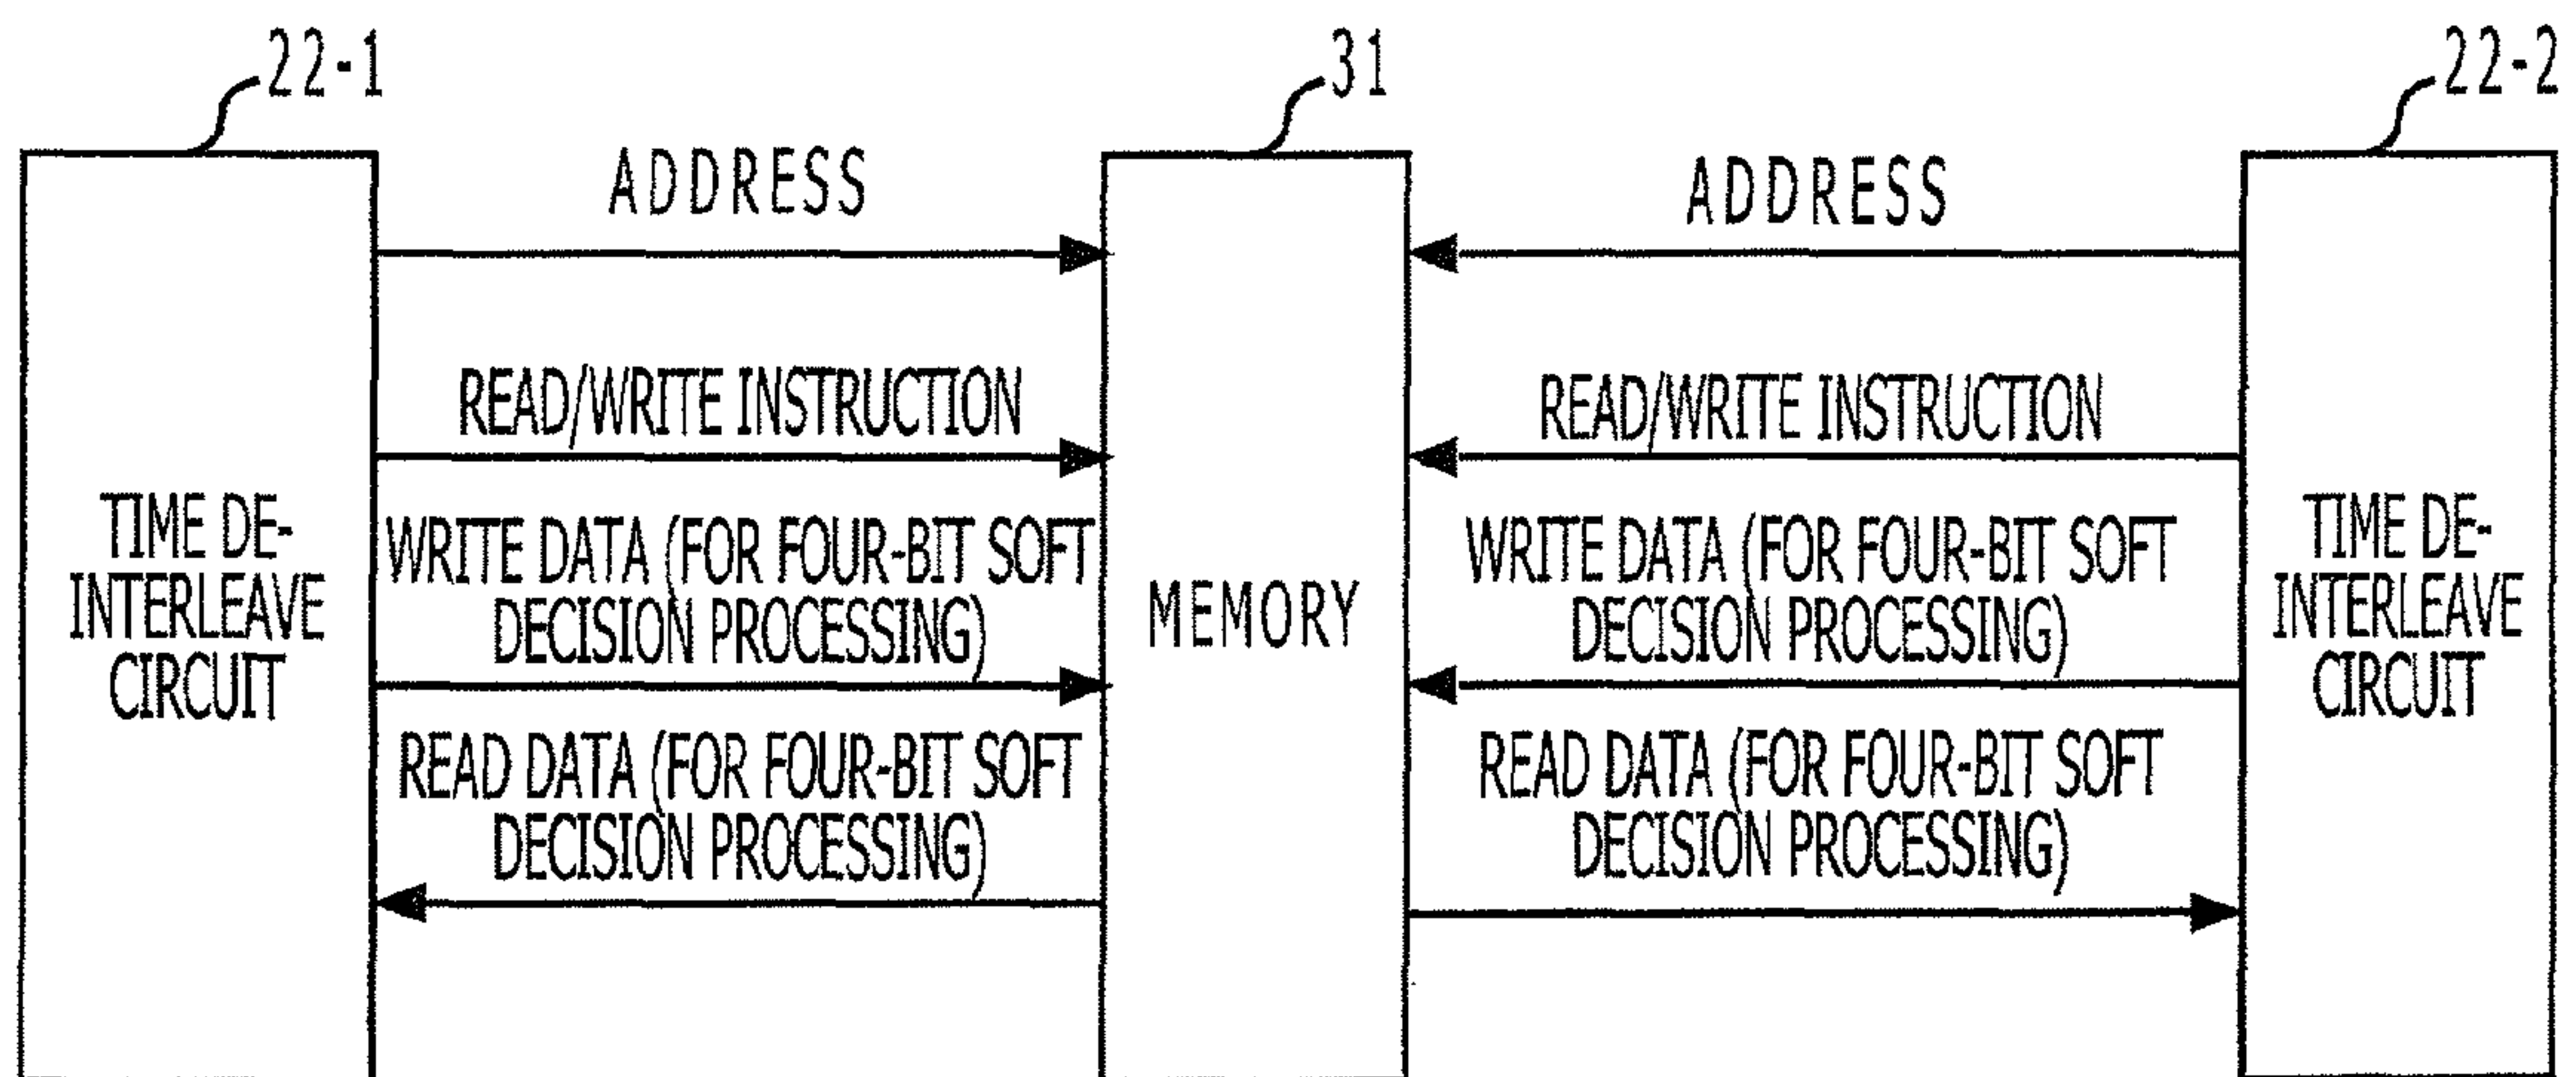 22-1
31
22-2
ADDRESS
ADDRESS
READ/WRITE INSTRUCTION
READ/WRITE INSTRUCTION
TIME DE-
INTERLEAVE
CIRCUIT
WRITE DATA (FOR FOUR-BIT SOFT
DECISION PROCESSING)
MEMORY
WRITE DATA (FOR FOUR-BIT SOFT
DECISION PROCESSING)
TIME DE-
INTERLEAVE
CIRCUIT
READ DATA (FOR FOUR-BIT SOFT
DECISION PROCESSING)
READ DATA (FOR FOUR-BIT SOFT
DECISION PROCESSING)